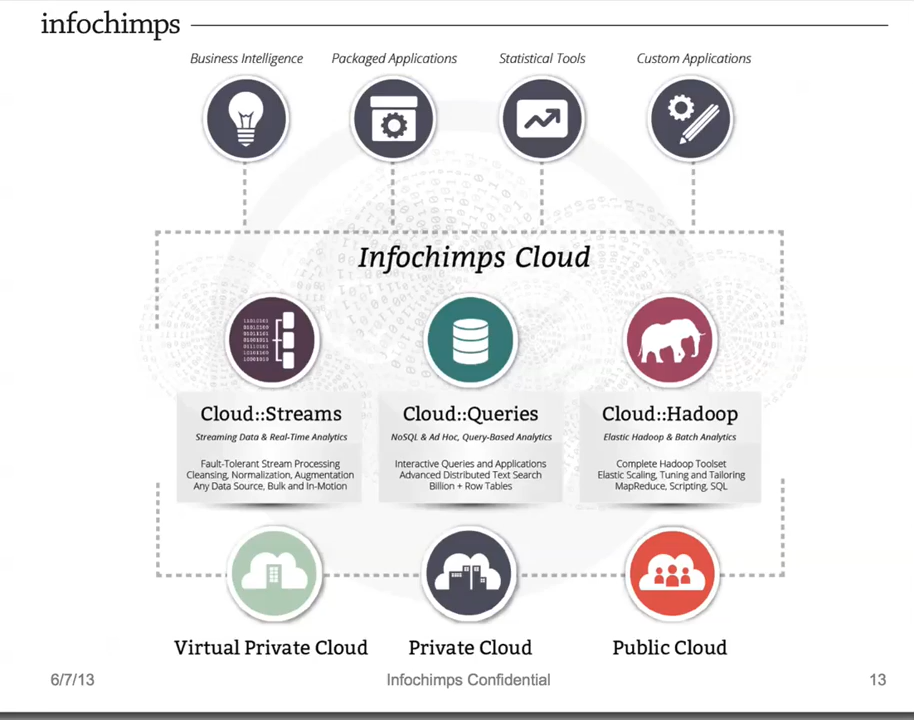 infochimps
Business Intelligence
Packaged Applications
Statistical Tools
Custom Applications
Infochimps Cloud
Cloud::Streams
Streaming Data & Real-Time Analytics
Fault-Tolerant Stream Processing
Cleansing, Normalization, Augmentation
Any Data Source, Bulk and In-Motion
Cloud::Queries
NoSQL & Ad Hoc, Query-Based Analytics
Interactive Queries and Applications
Advanced Distributed Text Search
Billion + Row Tables
Cloud::Hadoop
Elastic Hadoop & Batch Analytics
Complete Hadoop Toolset
Elastic Scaling, Tuning and Tailoring
MapReduce, Scripting, SQL
Virtual Private Cloud
Private Cloud
Public Cloud
6/7/13
Infochimps Confidential
13